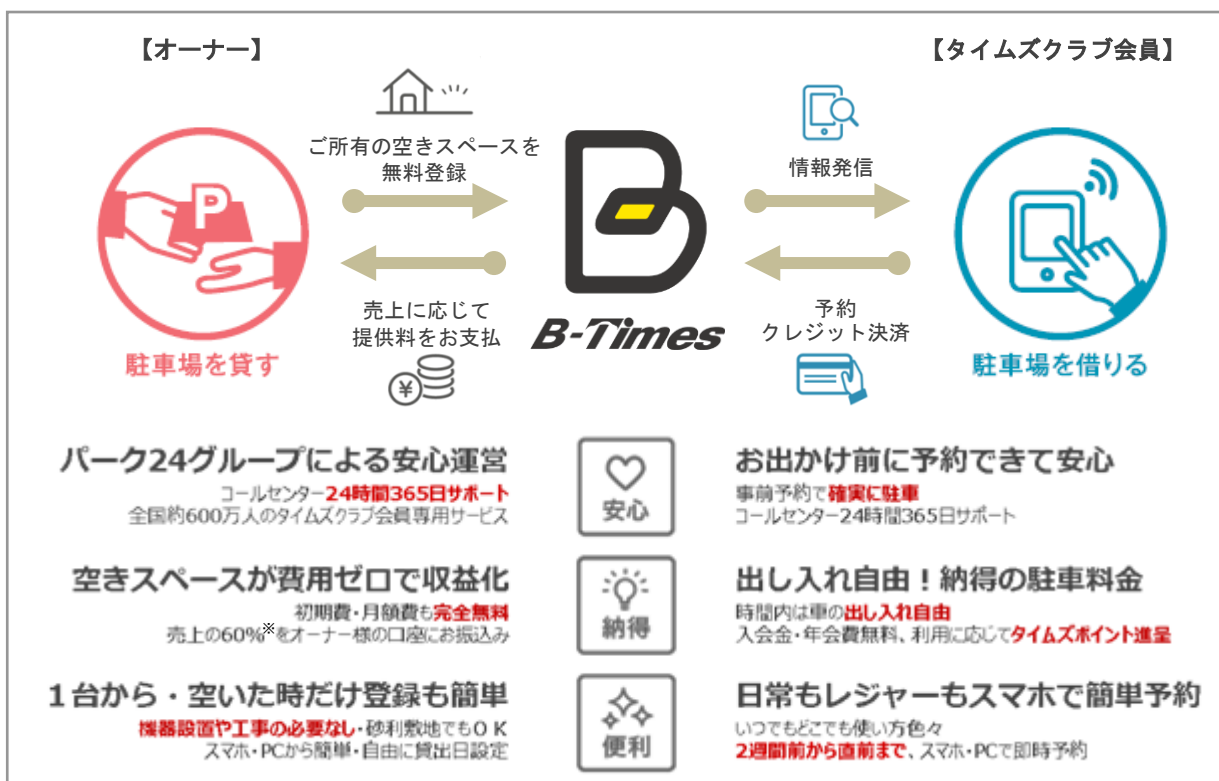 【オーナー】
【タイムズクラブ会員】
ご所有の空きスペースを
無料登録
情報発信
P
売上に応じて
提供料をお支払
B-Times
予約
クレジット決済
¥
駐車場を貸す
駐車場を借りる
パーク24グループによる安心運営
コールセンター24時間365日サポート
全国約600万人のタイムズクラブ会員専用サービス
安心
お出かけ前に予約できて安心
事前予約で確実に駐車
コールセンター24時間365日サポート
空きスペースが費用ゼロで収益化
初期費・月額費も完全無料
売上の60%※をオーナー様の口座にお振込み
納得
出し入れ自由！納得の駐車料金
時間内は車の出し入れ自由
入会金・年会費無料、利用に応じてタイムズポイント進呈
１台から・空いた時だけ登録も簡単
機器設置や工事の必要なし・砂利敷地でもＯＫ
スマホ・PCから簡単・自由に貸出日設定
便利
日常もレジャーもスマホで簡単予約
いつでもどこでも使い方色々
2週間前から直前まで、スマホ・PCで即時予約